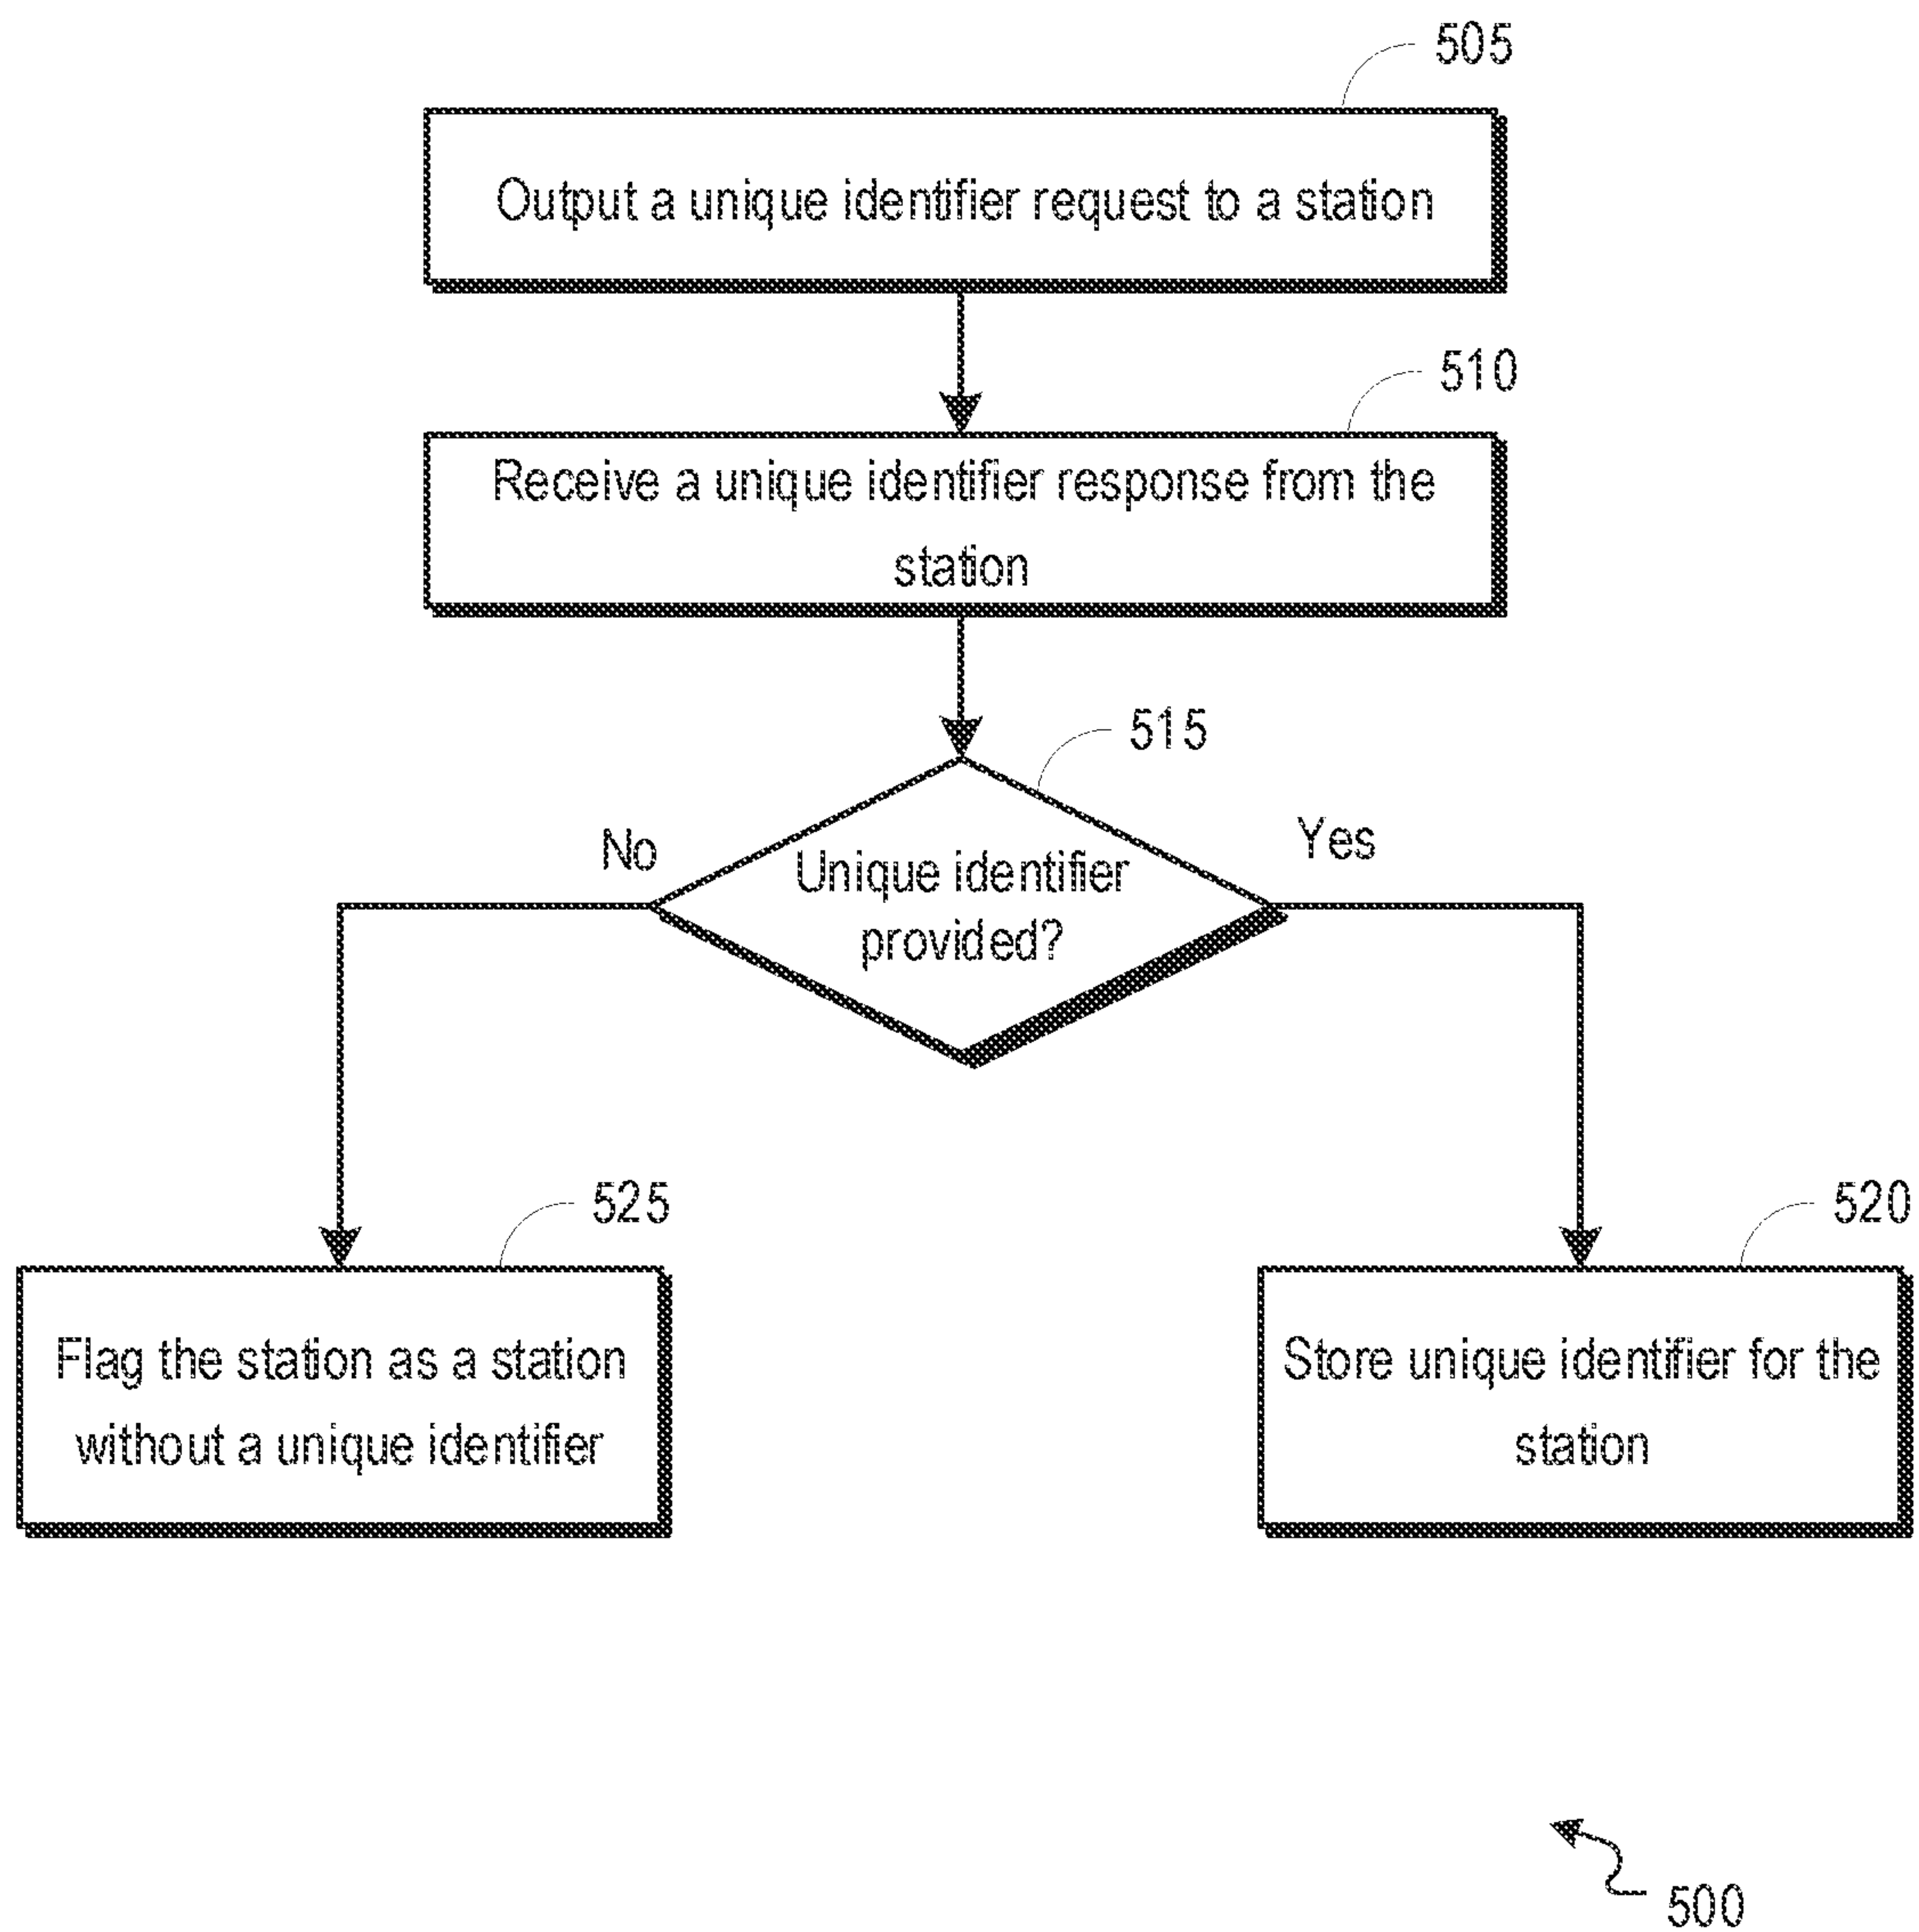 505
Output a unique identifier request to a station
510
Receive a unique identifier response from the
station
515
No
Yes
Unique identifier
provided?
525
520
Flag the station as a station
without a unique identifier
Store unique identifier for the
station
500